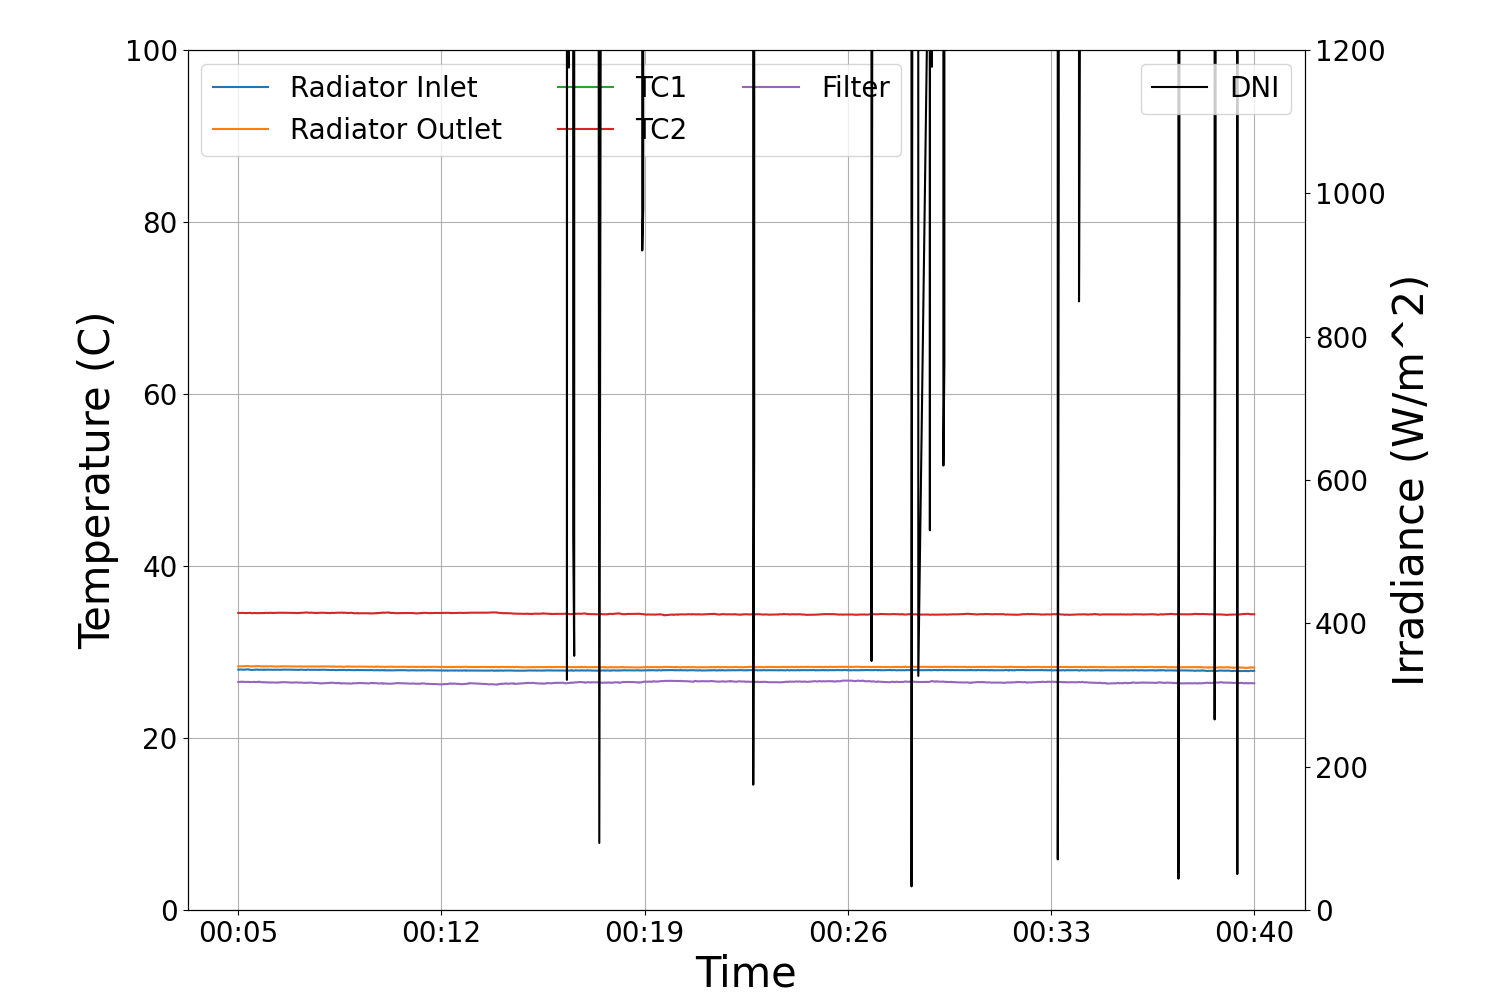 100
80
60
40
20
0
Temperature (C)
Radiator Inlet
Radiator Outlet
TC1
TC2
Filter
DNI
1200
1000
800
600
400
200
0
Irradiance (W/m^2)
00:05 00:12 00:19 00:26 00:33 00:40
Time